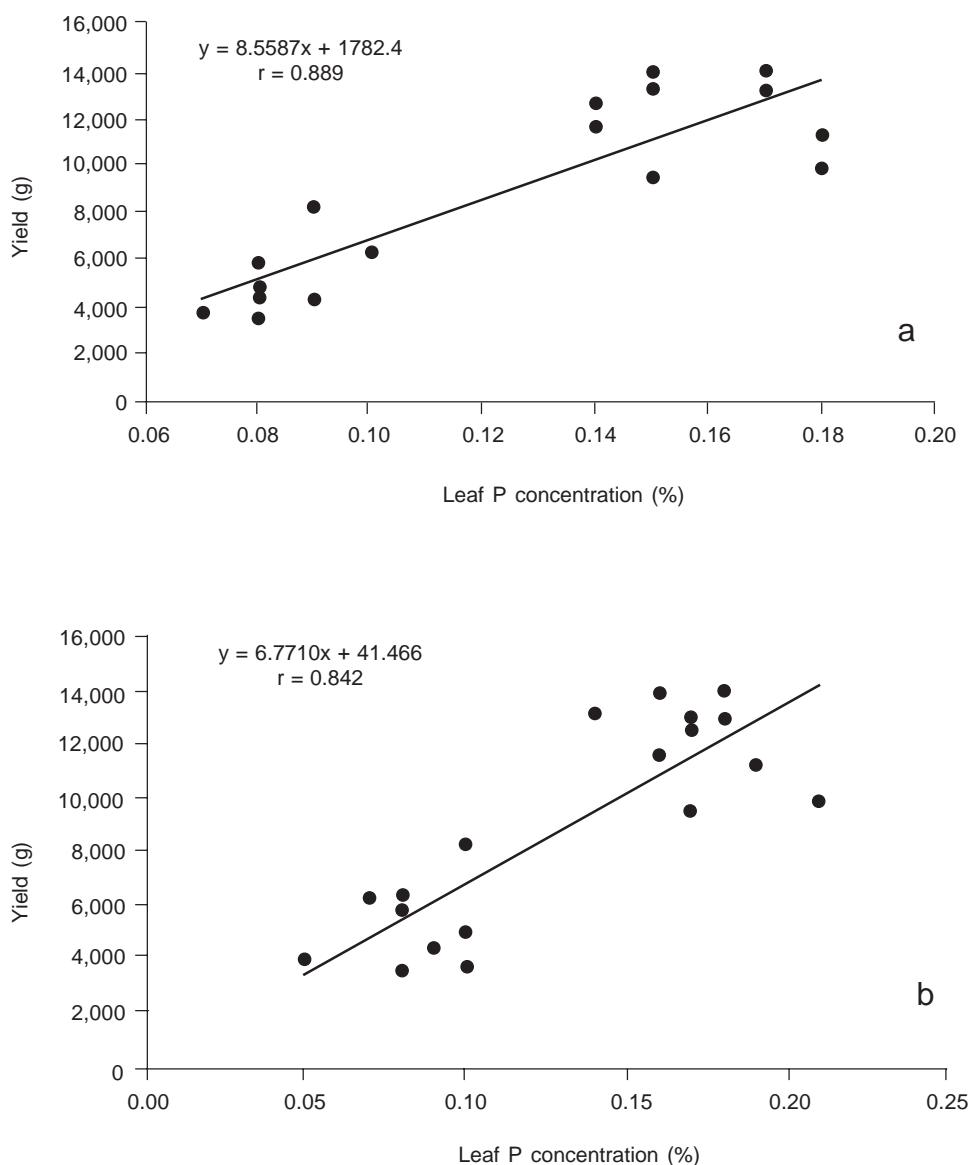 16,000
14,000
12,000
10,000
8,000
6,000
4,000
2,000
0
Yield (g)
y = 8.5587x + 1782.4
r = 0.889
a
0.06 0.08 0.10 0.12 0.14 0.16 0.18 0.20
Leaf P concentration (%)
16,000
14,000
12,000
10,000
8,000
6,000
4,000
2,000
0
Yield (g)
y = 6.7710x + 41.466
r = 0.842
b
0.00 0.05 0.10 0.15 0.20 0.25
Leaf P concentration (%)